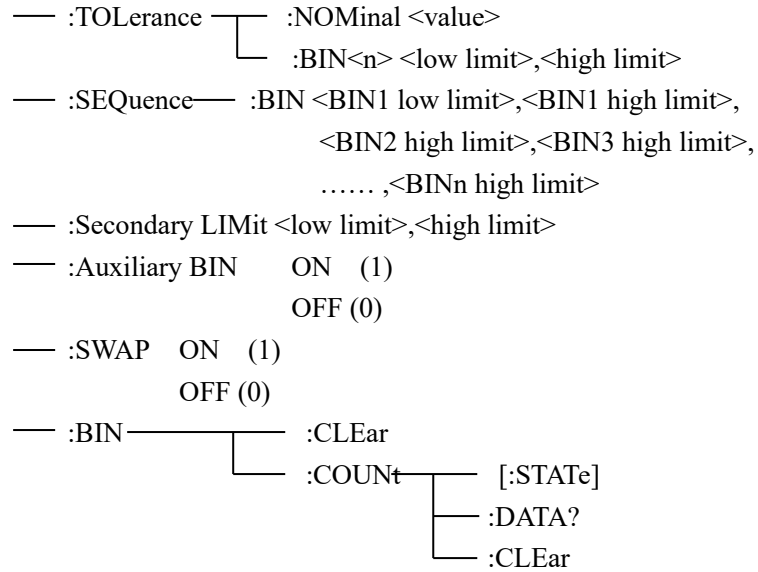 :TOLerance :NOMinal <value>
:BIN<n> <low limit>,<high limit>
:SEQuence :BIN <BIN1 low limit>,<BIN1 high limit>,
<BIN2 high limit>,<BIN3 high limit>,
…… ,<BINn high limit>
:Secondary LIMit <low limit>,<high limit>
:Auxiliary BIN ON (1)
OFF (0)
:SWAP ON (1)
OFF (0)
:BIN :CLEar
:COUNt [:STATe]
:DATA?
:CLEar